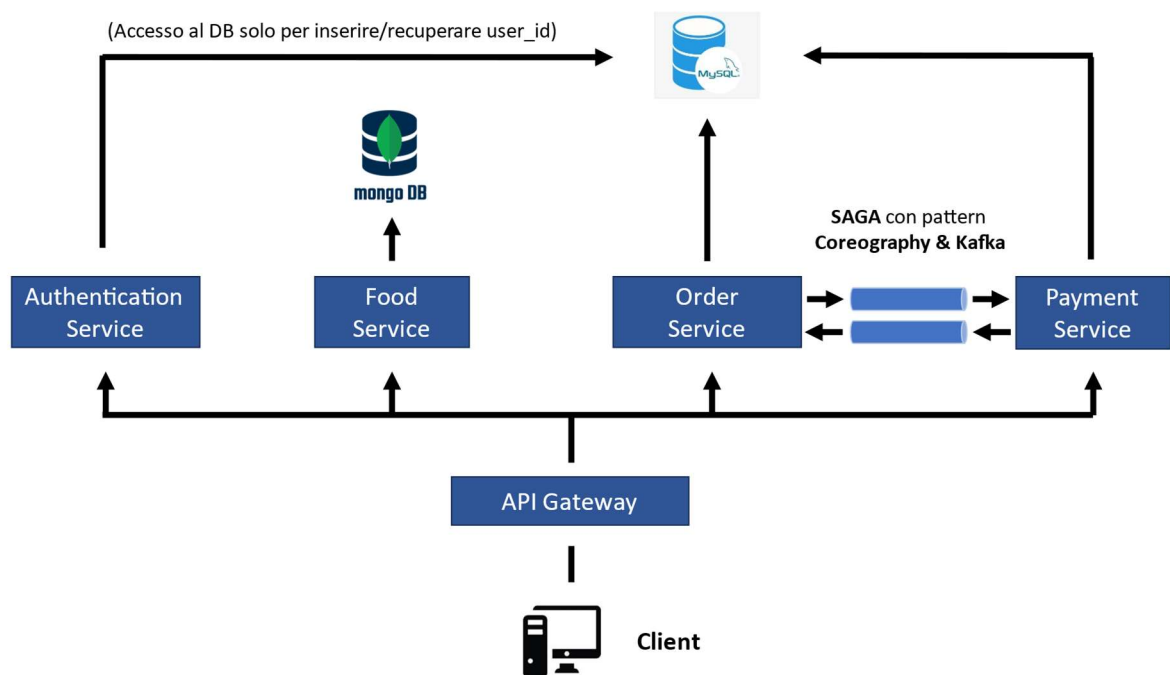 (Accesso al DB solo per inserire/recuperare user_id)
MySQL
mongo DB
SAGA con pattern
Coreography & Kafka
Authentication
Service
Food
Service
Order
Service
Payment
Service
API Gateway
Client